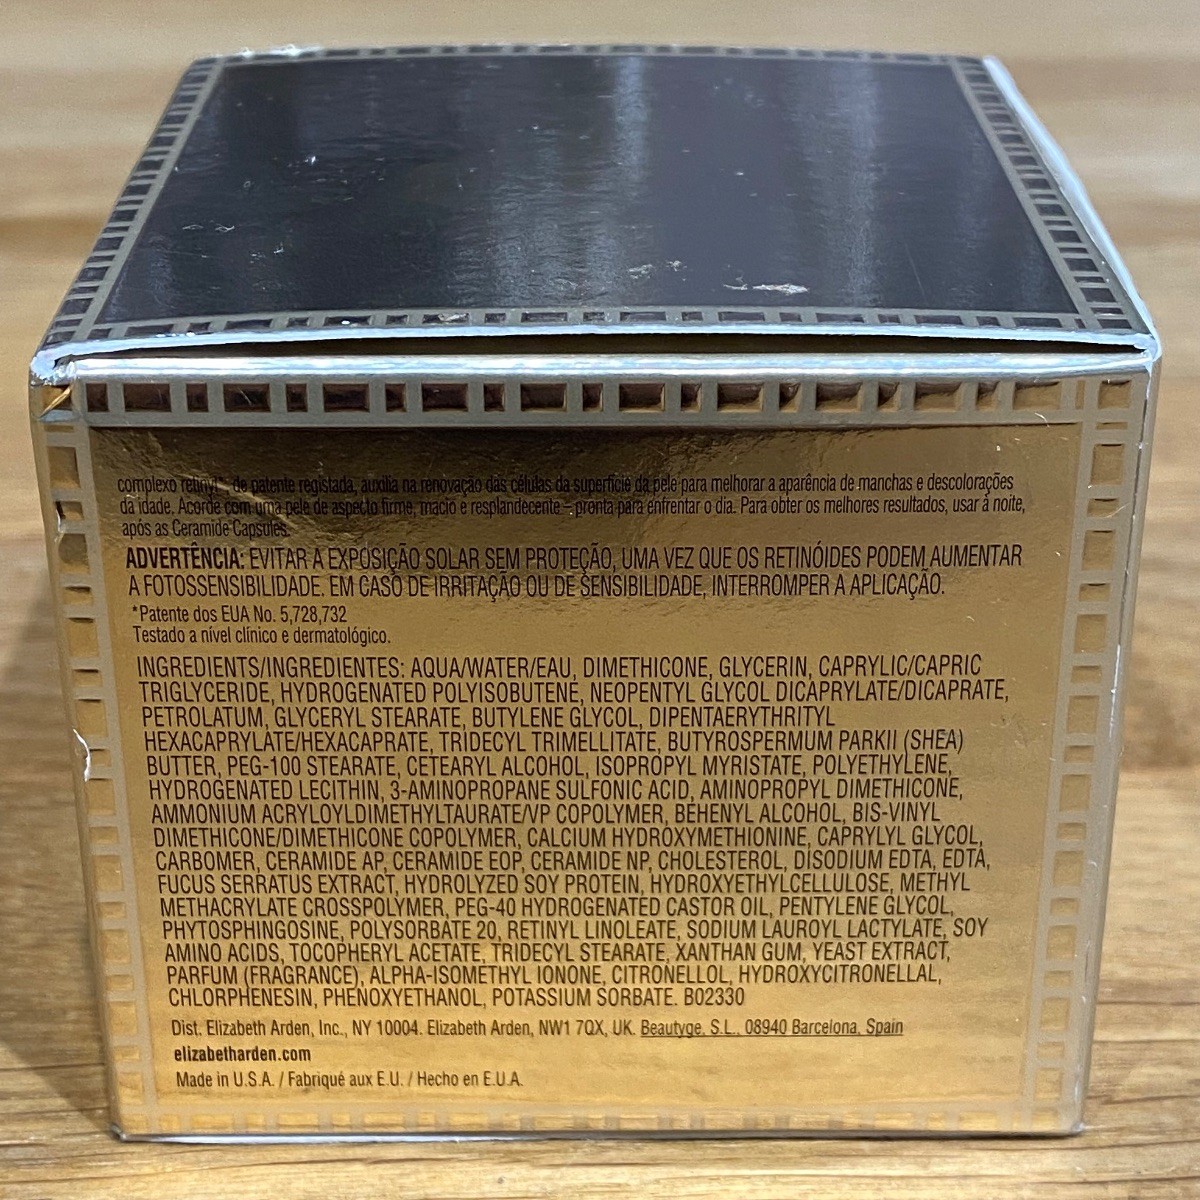 complexo retinyl* de patente registada, auxilia na renovação das células da superfície da pele para melhorar a aparência de manchas e descolorações
da idade. Acorde com uma pele de aspecto firme, macio e resplandecente – pronta para enfrentar o dia. Para obter os melhores resultados, usar à noite,
após as Ceramide Capsules.
ADVERTÊNCIA: EVITAR A EXPOSIÇÃO SOLAR SEM PROTEÇÃO, UMA VEZ QUE OS RETINÓIDES PODEM AUMENTAR
A FOTOSSENSIBILIDADE. EM CASO DE IRRITAÇÃO OU DE SENSIBILIDADE, INTERROMPER A APLICAÇÃO.
*Patente dos EUA No. 5,728,732
Testado a nível clínico e dermatológico.
INGREDIENTS/INGREDIENTES: AQUA/WATER/EAU, DIMETHICONE, GLYCERIN, CAPRYLIC/CAPRIC
TRIGLYCERIDE, HYDROGENATED POLYISOBUTENE, NEOPENTYL GLYCOL DICAPRYLATE/DICAPRATE,
PETROLATUM, GLYCERYL STEARATE, BUTYLENE GLYCOL, DIPENTAERYTHRITYL
HEXACAPRYLATE/HEXACAPRATE, TRIDECYL TRIMELLITATE, BUTYROSPERMUM PARKII (SHEA)
BUTTER, PEG-100 STEARATE, CETEARYL ALCOHOL, ISOPROPYL MYRISTATE, POLYETHYLENE,
HYDROGENATED LECITHIN, 3-AMINOPROPANE SULFONIC ACID, AMINOPROPYL DIMETHICONE,
AMMONIUM ACRYLOYLDIMETHYLTAURATE/VP COPOLYMER, BEHENYL ALCOHOL, BIS-VINYL
DIMETHICONE/DIMETHICONE COPOLYMER, CALCIUM HYDROXYMETHIONINE, CAPRYLYL GLYCOL,
CARBOMER, CERAMIDE AP, CERAMIDE EOP, CERAMIDE NP, CHOLESTEROL, DISODIUM EDTA, EDTA,
FUCUS SERRATUS EXTRACT, HYDROLYZED SOY PROTEIN, HYDROXYETHYLCELLULOSE, METHYL
METHACRYLATE CROSSPOLYMER, PEG-40 HYDROGENATED CASTOR OIL, PENTYLENE GLYCOL,
PHYTOSPHINGOSINE, POLYSORBATE 20, RETINYL LINOLEATE, SODIUM LAUROYL LACTYLATE, SOY
AMINO ACIDS, TOCOPHERYL ACETATE, TRIDECYL STEARATE, XANTHAN GUM, YEAST EXTRACT,
PARFUM (FRAGRANCE), ALPHA-ISOMETHYL IONONE, CITRONELLOL, HYDROXYCITRONELLAL,
CHLORPHENESIN, PHENOXYETHANOL, POTASSIUM SORBATE. B02330
Dist. Elizabeth Arden, Inc., NY 10004. Elizabeth Arden, NW1 7QX, UK. Beautyge, S.L., 08940 Barcelona, Spain
elizabetharden.com
Made in U.S.A. / Fabriqué aux E.U. / Hecho en E.U.A.